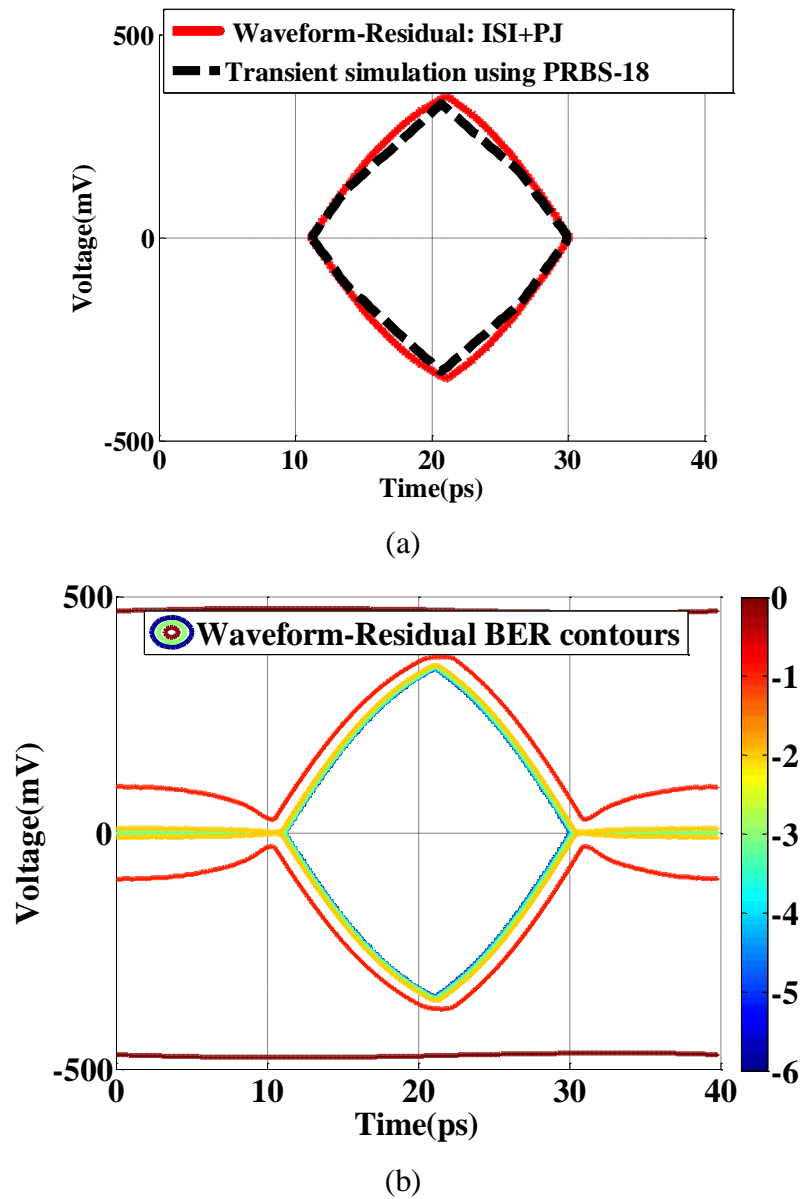 500
Waveform-Residual: ISI+PJ
Transient simulation using PRBS-18
Voltage(mV)
0
-500
0 10 20 30 40
Time(ps)
(a)
500
Waveform-Residual BER contours
Voltage(mV)
0
-500
0 10 20 30 40
Time(ps)
0
-1
-2
-3
-4
-5
-6
(b)